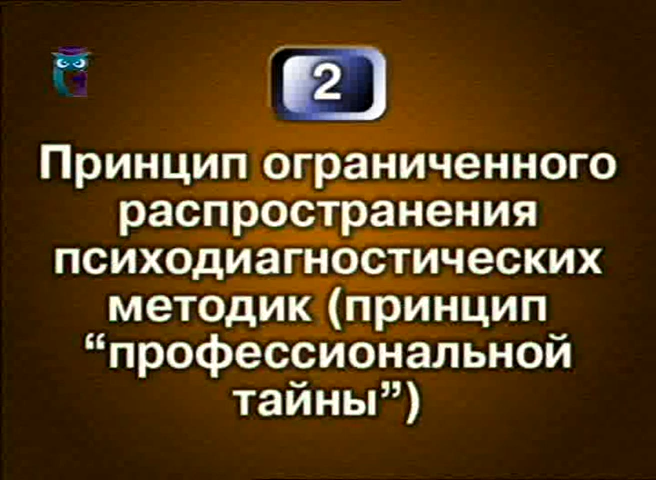 2
Принцип ограниченного
распространения
психодиагностических
методик (принцип
“профессиональной
тайны”)